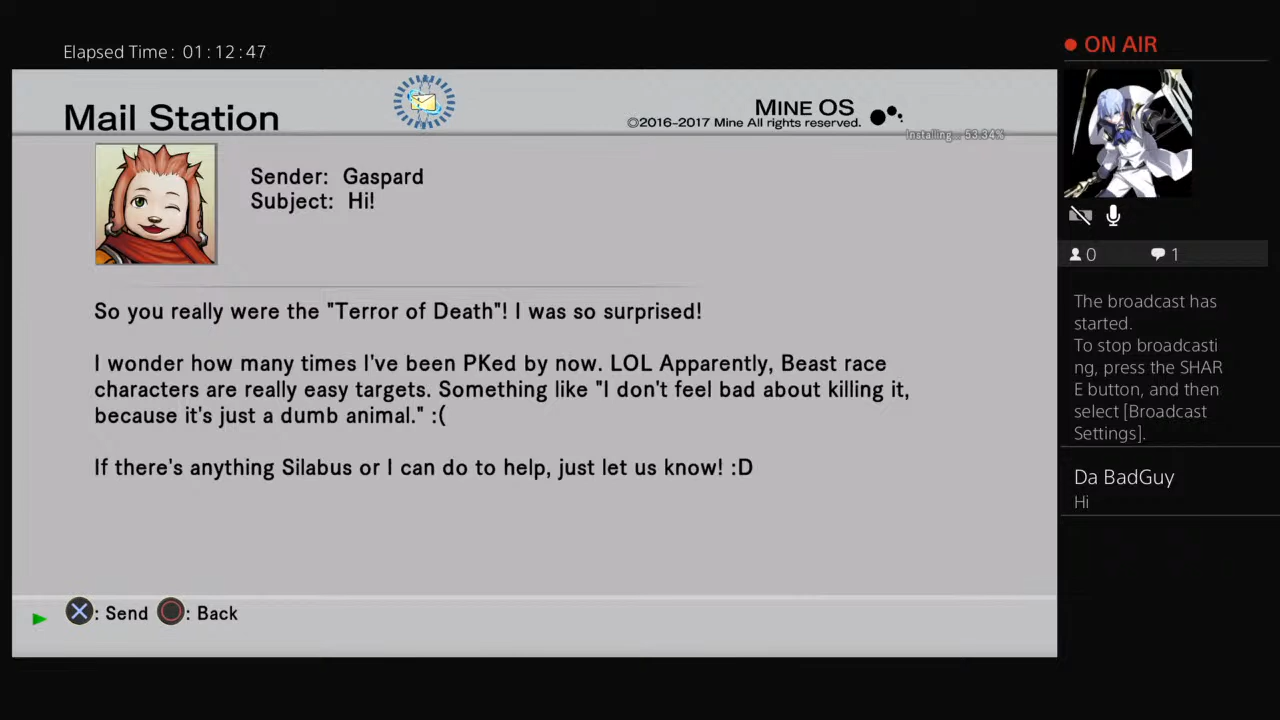 Elapsed Time: 01:12:47
ON AIR
Mail Station
MINE OS
©2016-2017 Mine All rights reserved.
Installing... 53.34%
Sender: Gaspard
Subject: Hi!
So you really were the "Terror of Death"! I was so surprised!
I wonder how many times I've been PKed by now. LOL Apparently, Beast race
characters are really easy targets. Something like "I don't feel bad about killing it,
because it's just a dumb animal." :(
If there's anything Silabus or I can do to help, just let us know! :D
: Send : Back
0 1
The broadcast has
started.
To stop broadcasti
ng, press the SHAR
E button, and then
select [Broadcast
Settings].
Da BadGuy
Hi